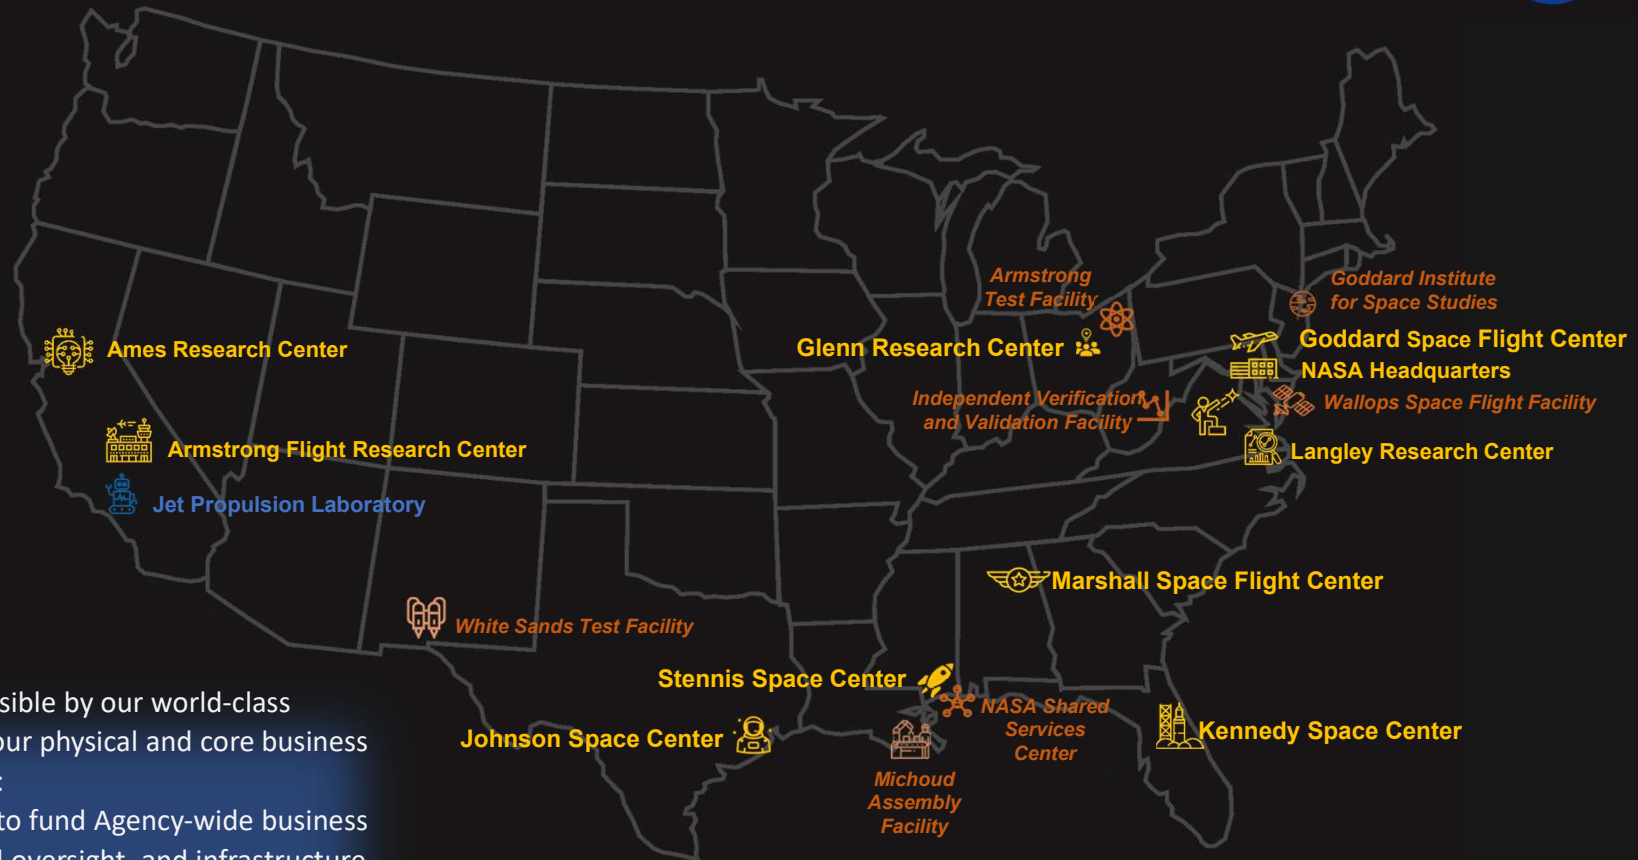 Armstrong
Test Facility
Goddard Institute
for Space Studies
Ames Research Center
Glenn Research Center
Goddard Space Flight Center
NASA Headquarters
Independent Verification
and Validation Facility
Wallops Space Flight Facility
Armstrong Flight Research Center
Langley Research Center
Jet Propulsion Laboratory
Marshall Space Flight Center
White Sands Test Facility
Stennis Space Center
NASA Shared
Services
Center
Johnson Space Center
Kennedy Space Center
Michoud
Assembly
Facility
sible by our world-class
our physical and core business
:
to fund Agency-wide business
oversight, and infrastructure